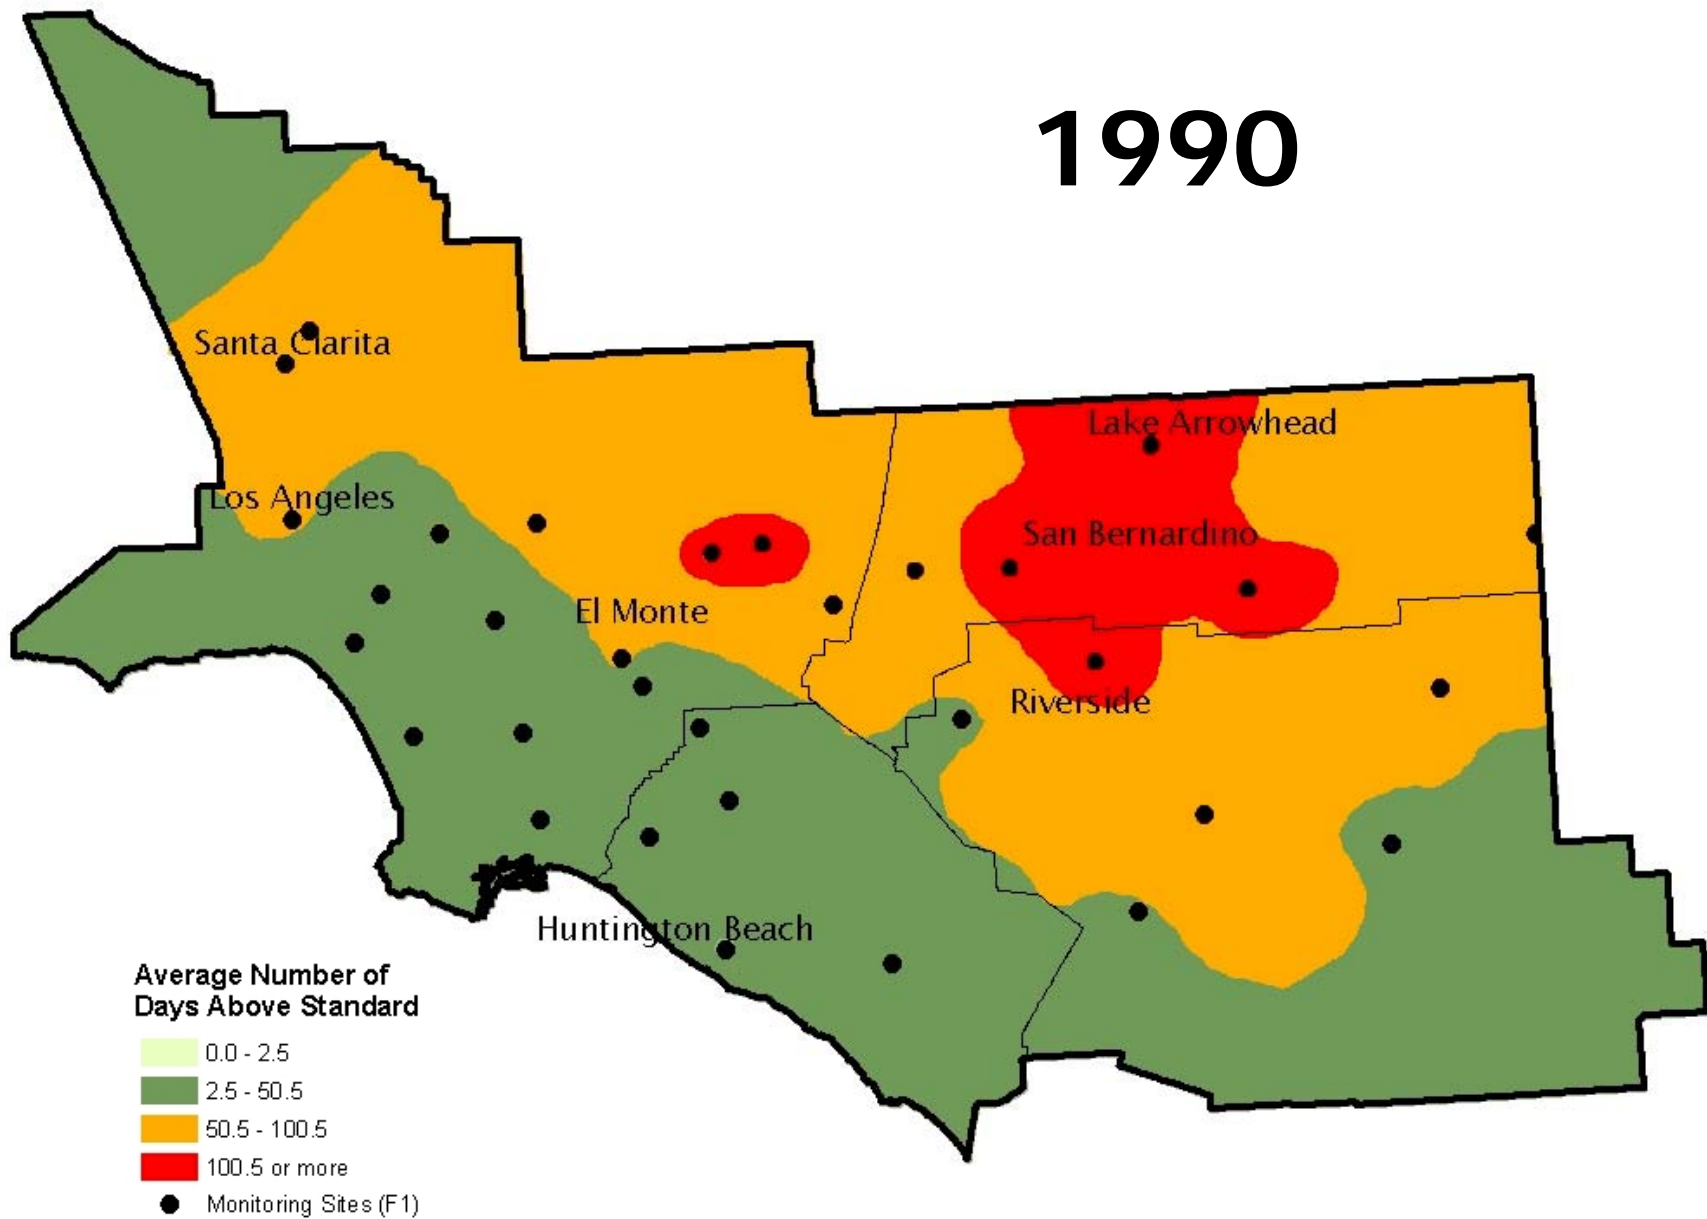 1990
Santa Clarita
Lake Arrowhead
Los Angeles
San Bernardino
El Monte
Riverside
Huntington Beach
Average Number of
Days Above Standard
0.0 - 2.5
2.5 - 50.5
50.5 - 100.5
100.5 or more
Monitoring Sites (F1)